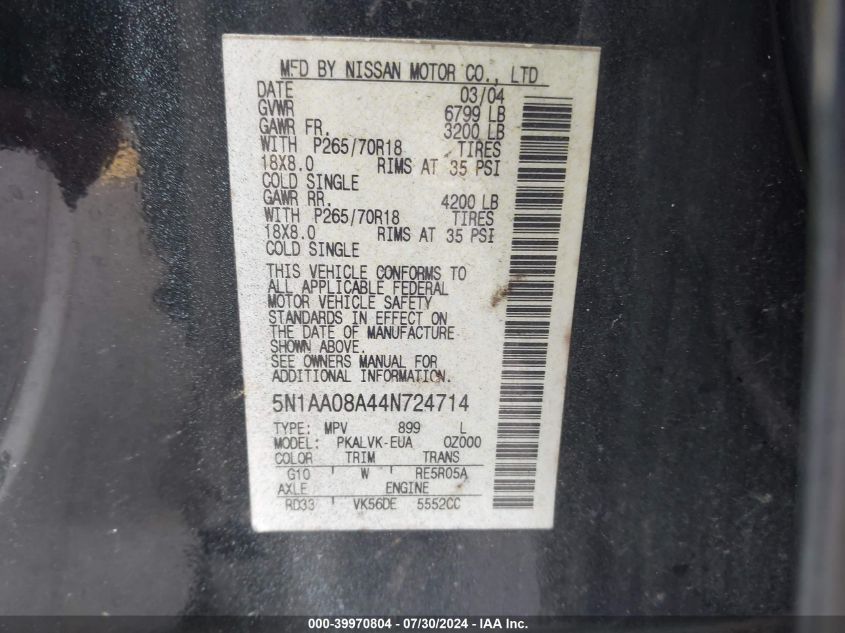 MFD BY NISSAN MOTOR CO., LTD
DATE 03/04
GVWR 6799 LB
GAWR FR. 3200 LB
WITH P265/70R18 TIRES
18X8.0 RIMS AT 35 PSI
COLD SINGLE
GAWR RR. 4200 LB
WITH P265/70R18 TIRES
18X8.0 RIMS AT 35 PSI
COLD SINGLE
THIS VEHICLE CONFORMS TO
ALL APPLICABLE FEDERAL
MOTOR VEHICLE SAFETY
STANDARDS IN EFFECT ON
THE DATE OF MANUFACTURE
SHOWN ABOVE.
SEE OWNERS MANUAL FOR
ADDITIONAL INFORMATION.
5N1AA08A44N724714
TYPE: MPV 899 L
MODEL: PKALVK-EUA 0Z000
COLOR TRIM TRANS
G10 W RE5R05A
AXLE ENGINE
RD33 VK56DE 5552CC
000-39970804 / 07/30/2024 - IAA Inc.